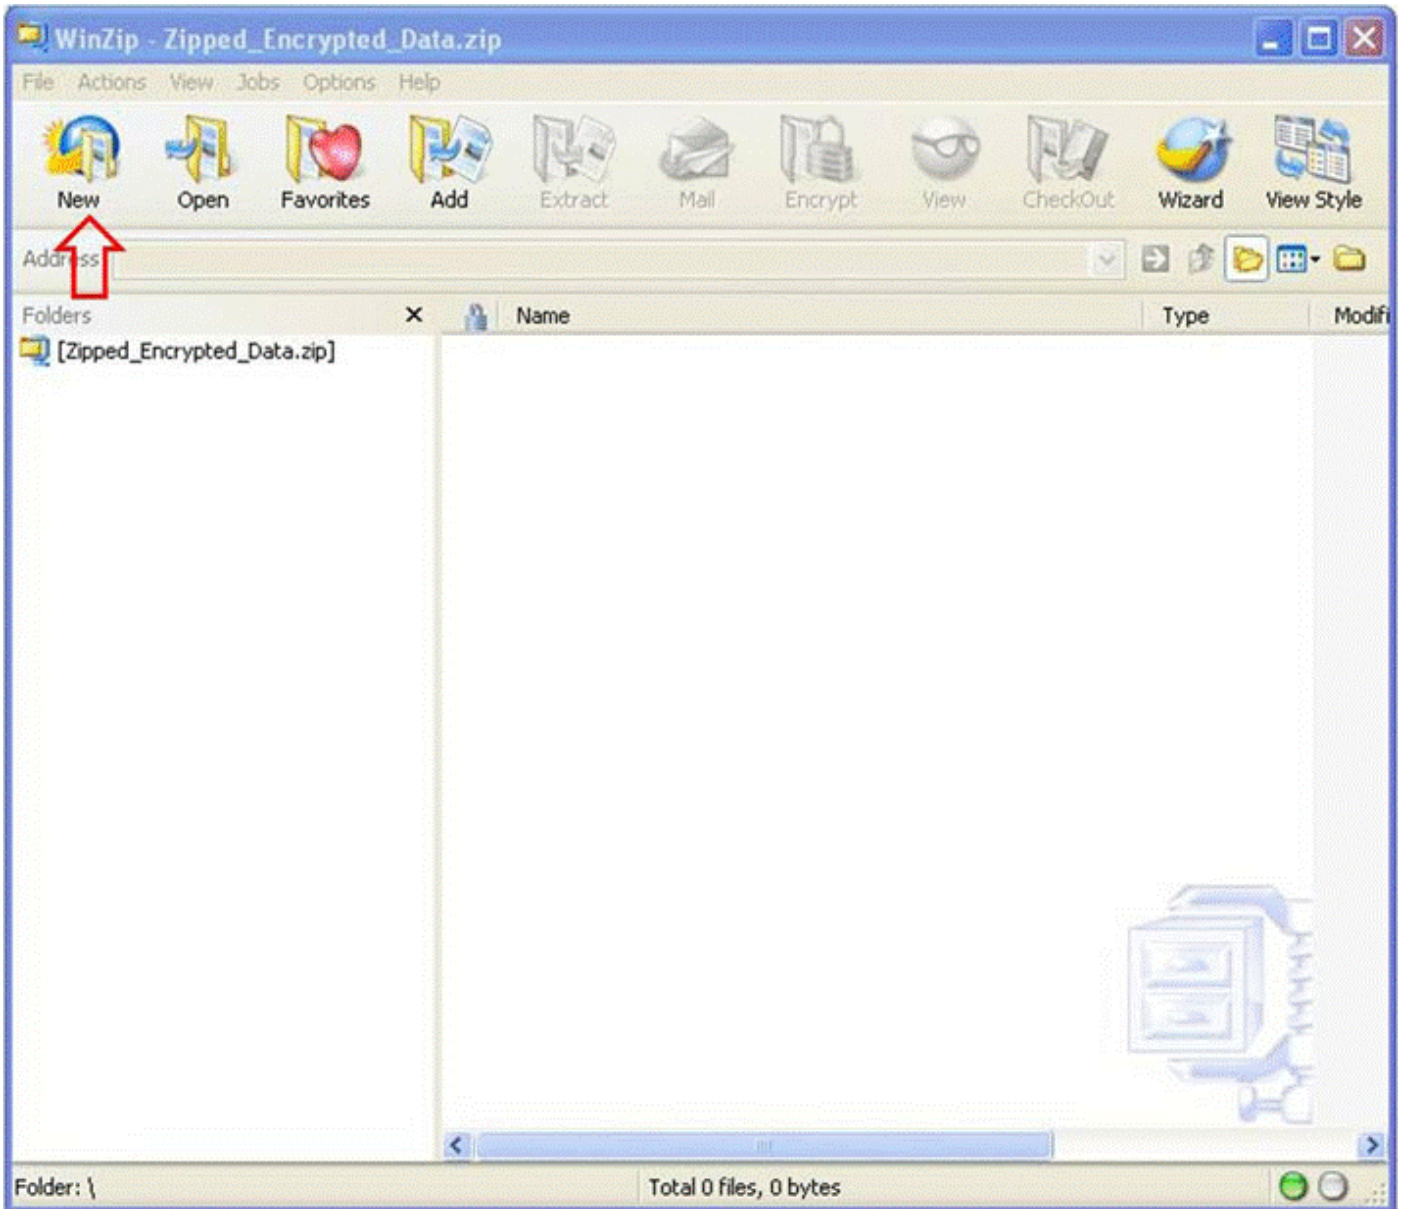 WinZip - Zipped_Encrypted_Data.zip
File Actions View Jobs Options Help
New Open Favorites Add Extract Mail Encrypt View CheckOut Wizard View Style
Address
Folders Name Type Modifi
[Zipped_Encrypted_Data.zip]
Folder: \ Total 0 files, 0 bytes